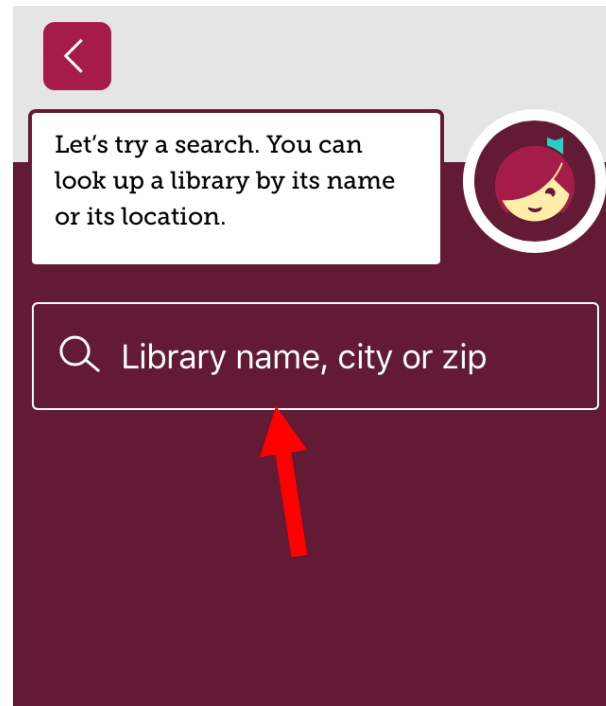 Let’s try a search. You can
look up a library by its name
or its location.
Library name, city or zip